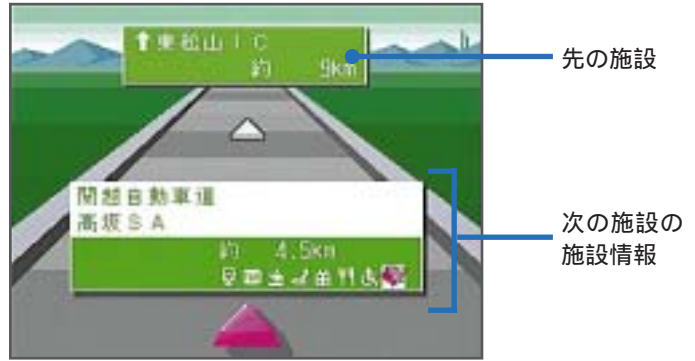 ⬆東松山IC
約 9km
先の施設
関越自動車道
高坂SA
約 4.5km
次の施設の
施設情報